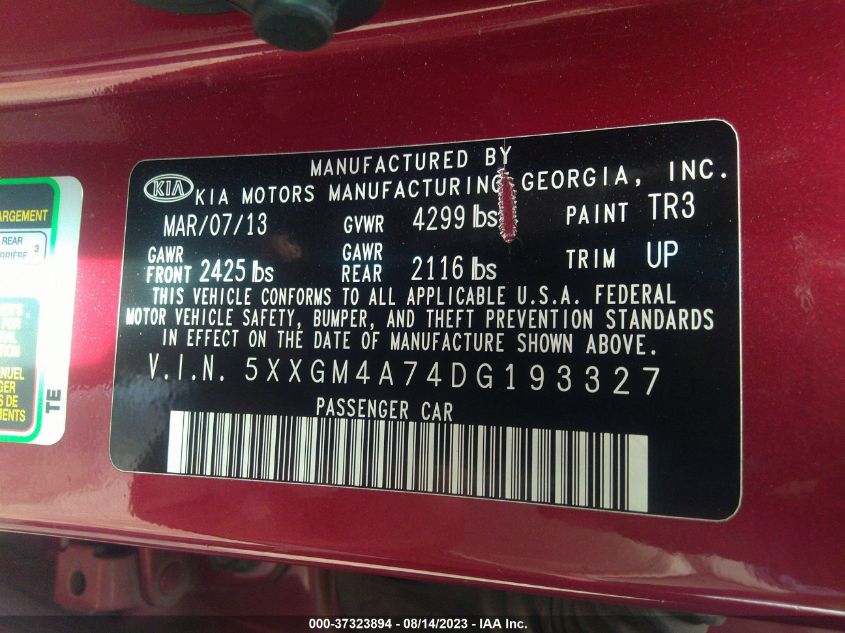 MANUFACTURED BY
KIA KIA MOTORS MANUFACTURING GEORGIA, INC.
MAR/07/13 GVWR 4299 lbs PAINT TR3
GAWR FRONT 2425 lbs GAWR REAR 2116 lbs TRIM UP
THIS VEHICLE CONFORMS TO ALL APPLICABLE U.S.A. FEDERAL
MOTOR VEHICLE SAFETY, BUMPER, AND THEFT PREVENTION STANDARDS
IN EFFECT ON THE DATE OF MANUFACTURE SHOWN ABOVE.
V.I.N. 5XXGM4A74DG193327
PASSENGER CAR
REAR
3
TE
000-37323894 - 08/14/2023 - IAA Inc.